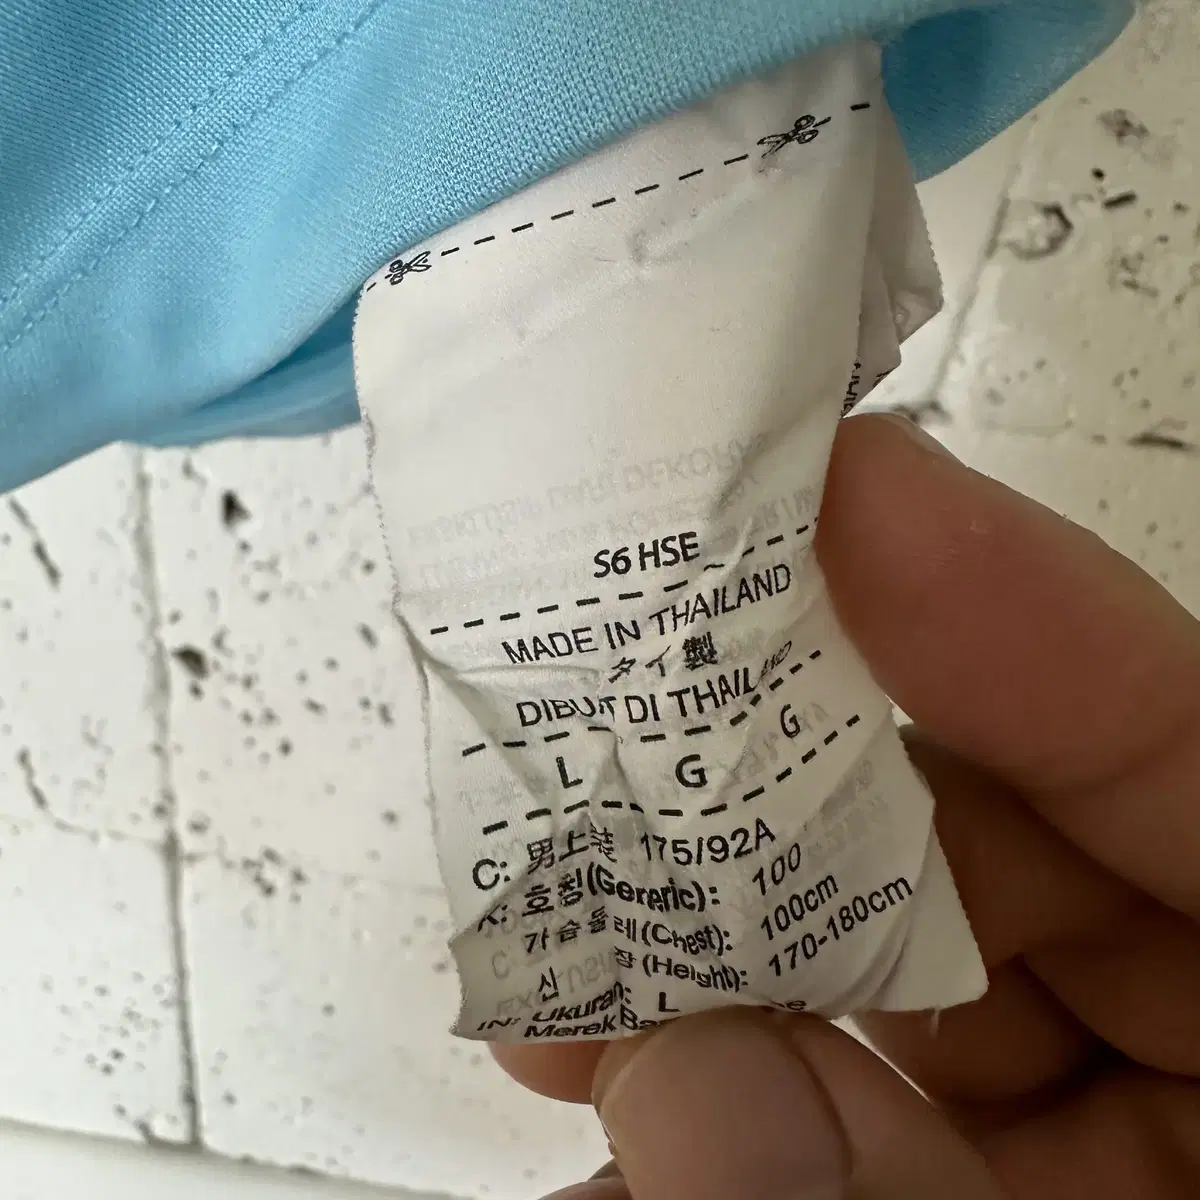 S6 HSE
MADE IN THAILAND
タイ製
DIBUAT DI THAILAND
L G G
C: 男上装 175/92A
K: 호칭(Generic): 100
가슴둘레(Chest): 100cm
신 장 (Height): 170-180cm
IN: Ukuran: L
Merek